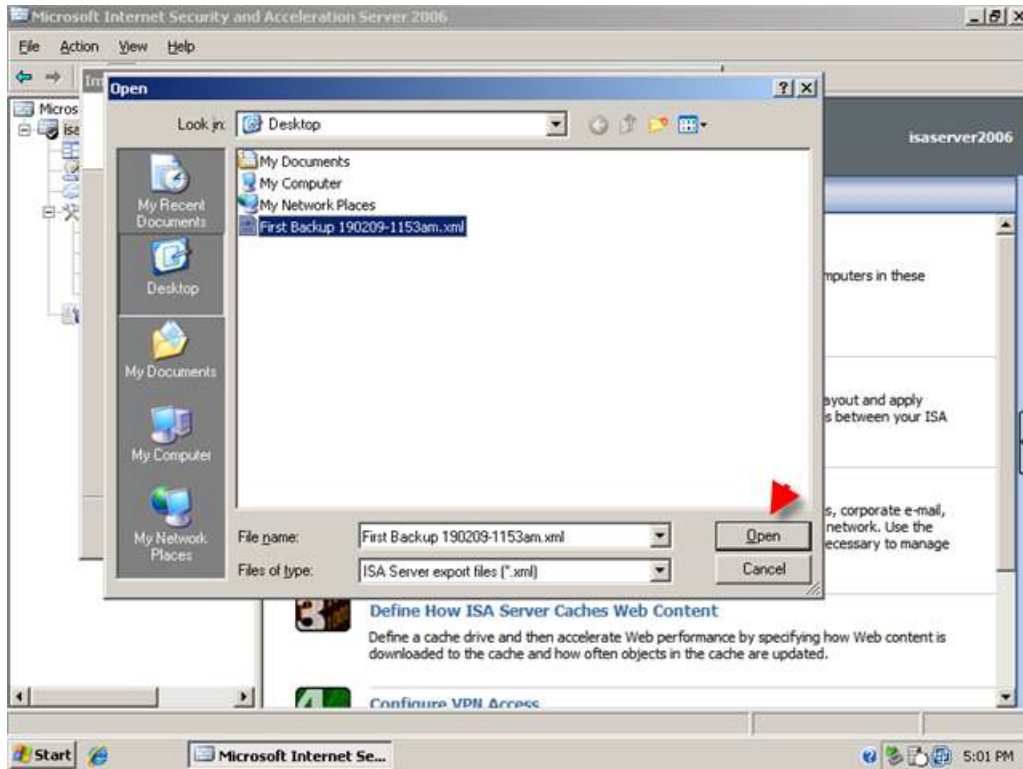 Microsoft Internet Security and Acceleration Server 2006
File Action View Help
Open
Look in: Desktop
Micros
isa
isaserver2006
My Recent Documents
Desktop
My Documents
My Computer
My Network Places
My Documents
My Computer
My Network Places
First Backup 190209-1153am.xml
mputers in these
ayout and apply
s between your ISA
s, corporate e-mail,
network. Use the
ecessary to manage
File name: First Backup 190209-1153am.xml Open
Files of type: ISA Server export files (*.xml) Cancel
Define How ISA Server Caches Web Content
Define a cache drive and then accelerate Web performance by specifying how Web content is
downloaded to the cache and how often objects in the cache are updated.
4 Configure VPN Access
Start Microsoft Internet Se... 5:01 PM